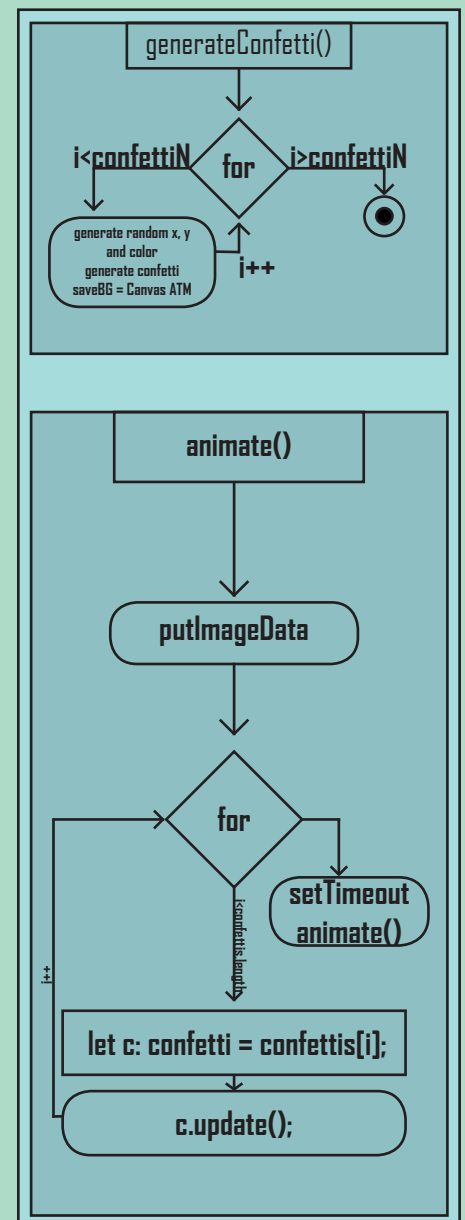 generateConfetti()
i<confettiN
for
i>confettiN
generate random x, y
and color
generate confetti
saveBG = Canvas ATM
i++
animate()
putImageData
for
setTimeout
animate()
i<confettis.length
i++
let c: confetti = confettis[i];
c.update();